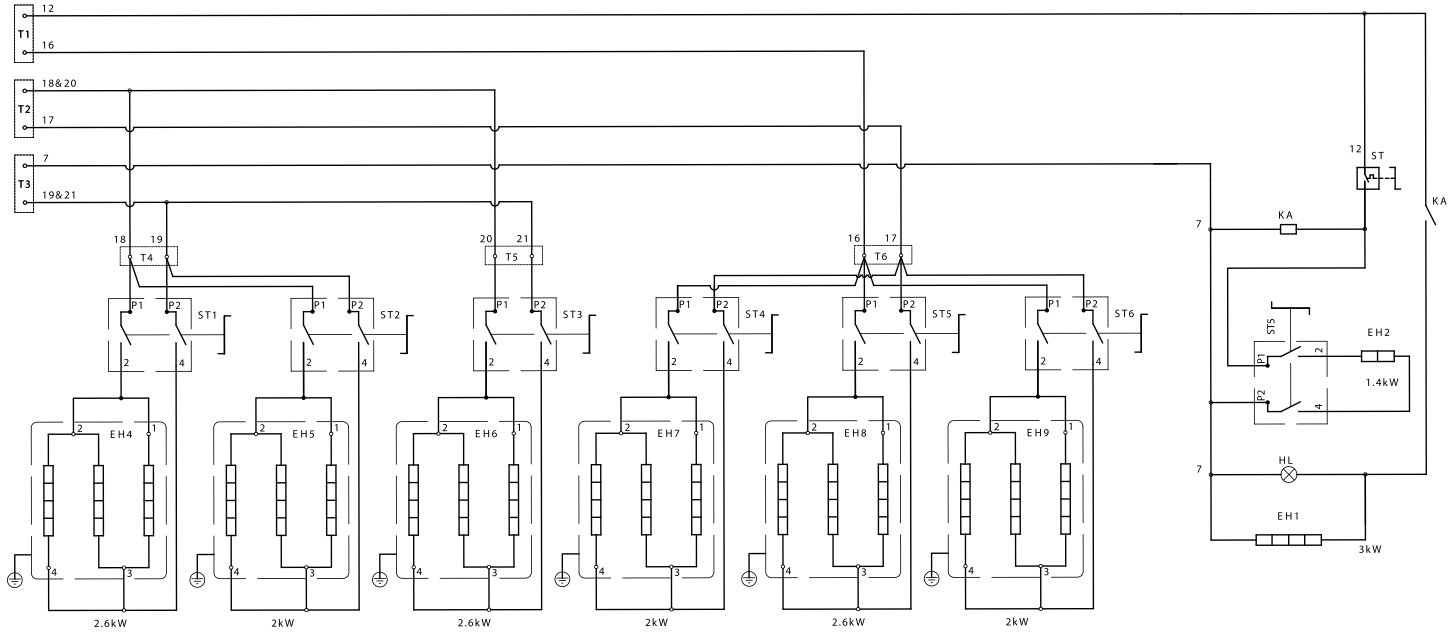 12
T1
16
18&20
T2
17
7
T3
19&21
12 ST
KA
7 KA
18 19 20 21 16 17
T4 T5 T6
P1 P2 ST1 P1 P2 ST2 P1 P2 ST3 P1 P2 ST4 P1 P2 ST5 P1 P2 ST6
2 4 2 4 2 4 2 4 2 4 2 4
ST5
P1 2 EH2
1.4kW
P2 4
2 EH4 1 2 EH5 1 2 EH6 1 2 EH7 1 2 EH8 1 2 EH9 1
7 HL
EH1
3kW
4 3 4 3 4 3 4 3 4 3 4 3
2.6kW 2kW 2.6kW 2kW 2.6kW 2kW